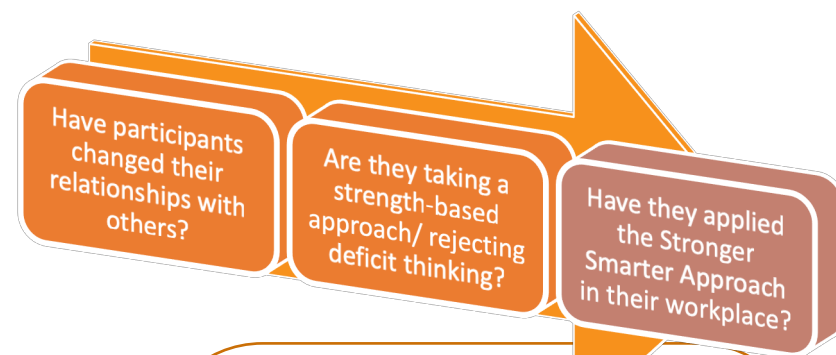 Have participants
changed their
relationships with
others?
Are they taking a
strength-based
approach/ rejecting
deficit thinking?
Have they applied
the Stronger
Smarter Approach
in their workplace?